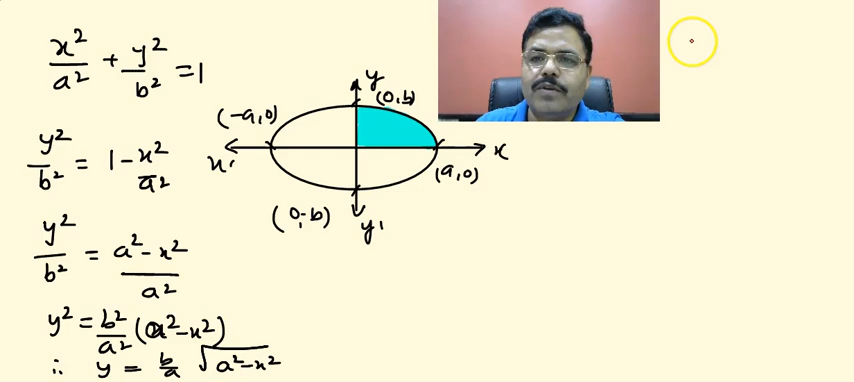 x²/a² + y²/b² = 1
y²/b² = 1 - x²/a²
y²/b² = a² - x²/a²
y² = b²/a² (a² - x²)
∴ y = b/a √a² - x²
y
(0,b)
(-a,0)
x'
x
(a,0)
(0,-b)
y'